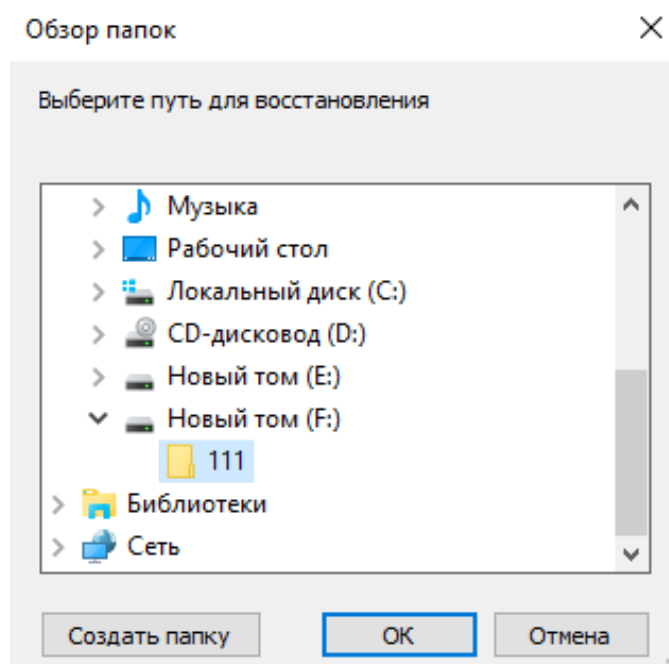 Обзор папок
Выберите путь для восстановления
Музыка
Рабочий стол
Локальный диск (C:)
CD-дисковод (D:)
Новый том (E:)
Новый том (F:)
111
Библиотеки
Сеть
Создать папку ОК Отмена